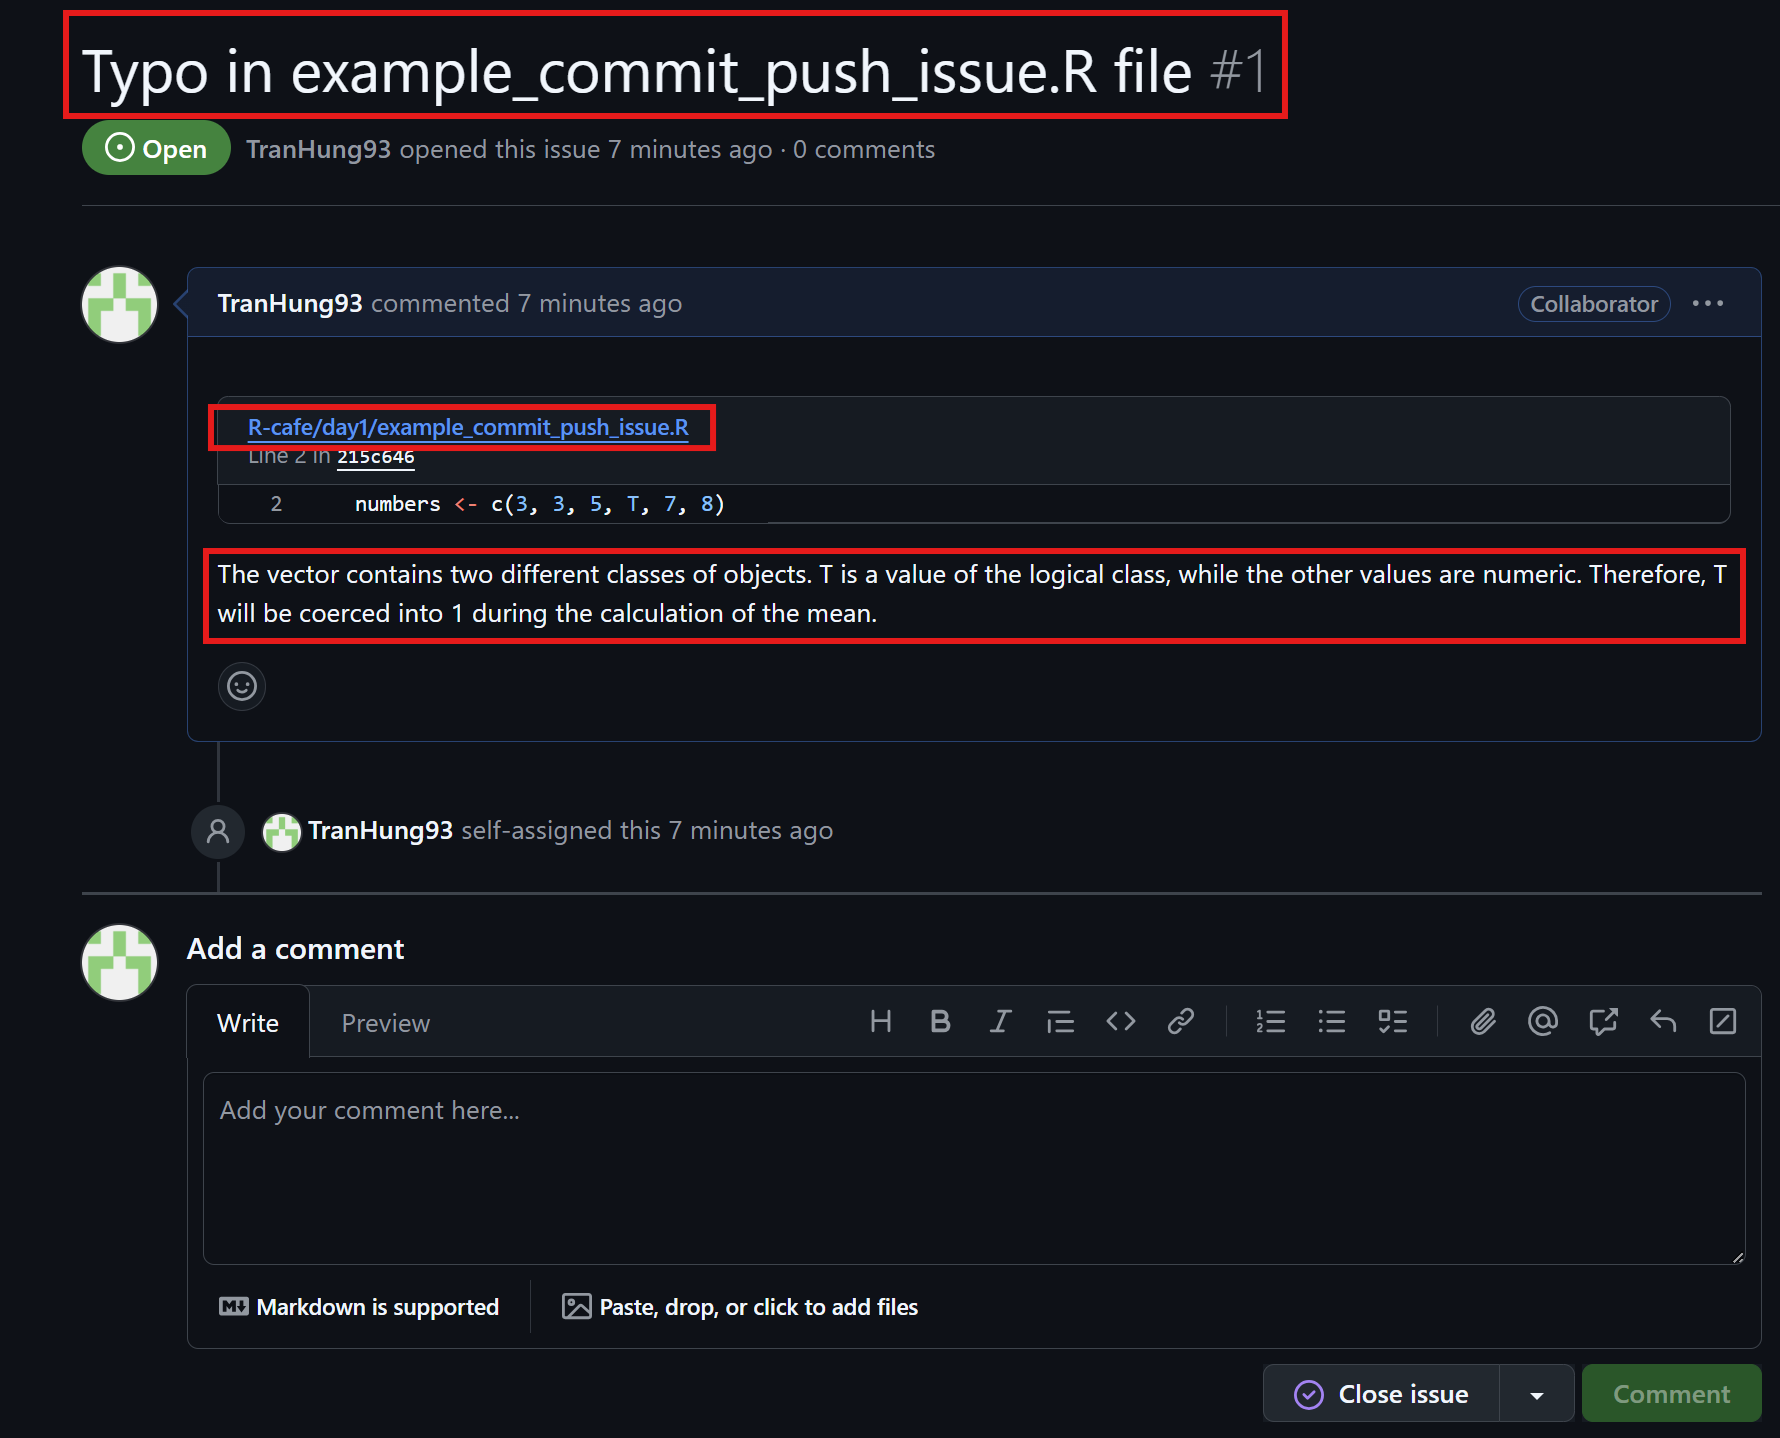 Typo in example_commit_push_issue.R file #1
Open
TranHung93 opened this issue 7 minutes ago · 0 comments
TranHung93 commented 7 minutes ago
Collaborator
R-cafe/day1/example_commit_push_issue.R
Line 2 in 215c646
2 numbers <- c(3, 3, 5, T, 7, 8)
The vector contains two different classes of objects. T is a value of the logical class, while the other values are numeric. Therefore, T
will be coerced into 1 during the calculation of the mean.
TranHung93 self-assigned this 7 minutes ago
Add a comment
Write
Preview
Add your comment here...
Markdown is supported
Paste, drop, or click to add files
Close issue
Comment